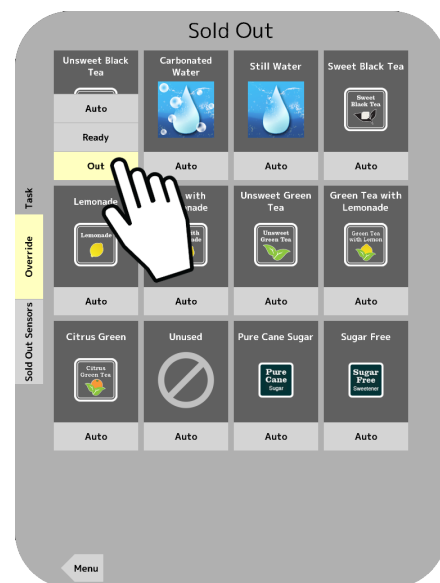 Sold Out
Unsweet Black
Tea
Auto
Ready
Out
Carbonated
Water
Auto
Still Water
Auto
Sweet Black Tea
Sweet
Black Tea
Auto
Task
Override
Sold Out Sensors
Lemonade
Lemonade
Auto
with
nade
th
ade
Auto
Unsweet Green
Tea
Unsweet
Green Tea
Auto
Green Tea with
Lemonade
Green Tea
with Lemon
Auto
Citrus Green
Citrus
Green Tea
Auto
Unused
Auto
Pure Cane Sugar
Pure
Cane
Sugar
Auto
Sugar Free
Sugar
Free
Sweetener
Auto
Menu